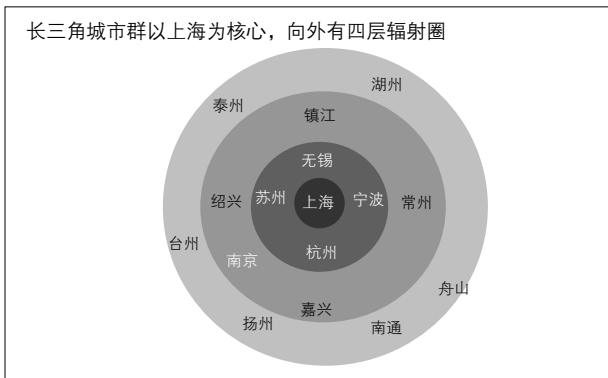 长三角城市群以上海为核心，向外有四层辐射圈
湖州
泰州
镇江
无锡
苏州
上海
宁波
绍兴
常州
台州
杭州
南京
舟山
嘉兴
扬州
南通